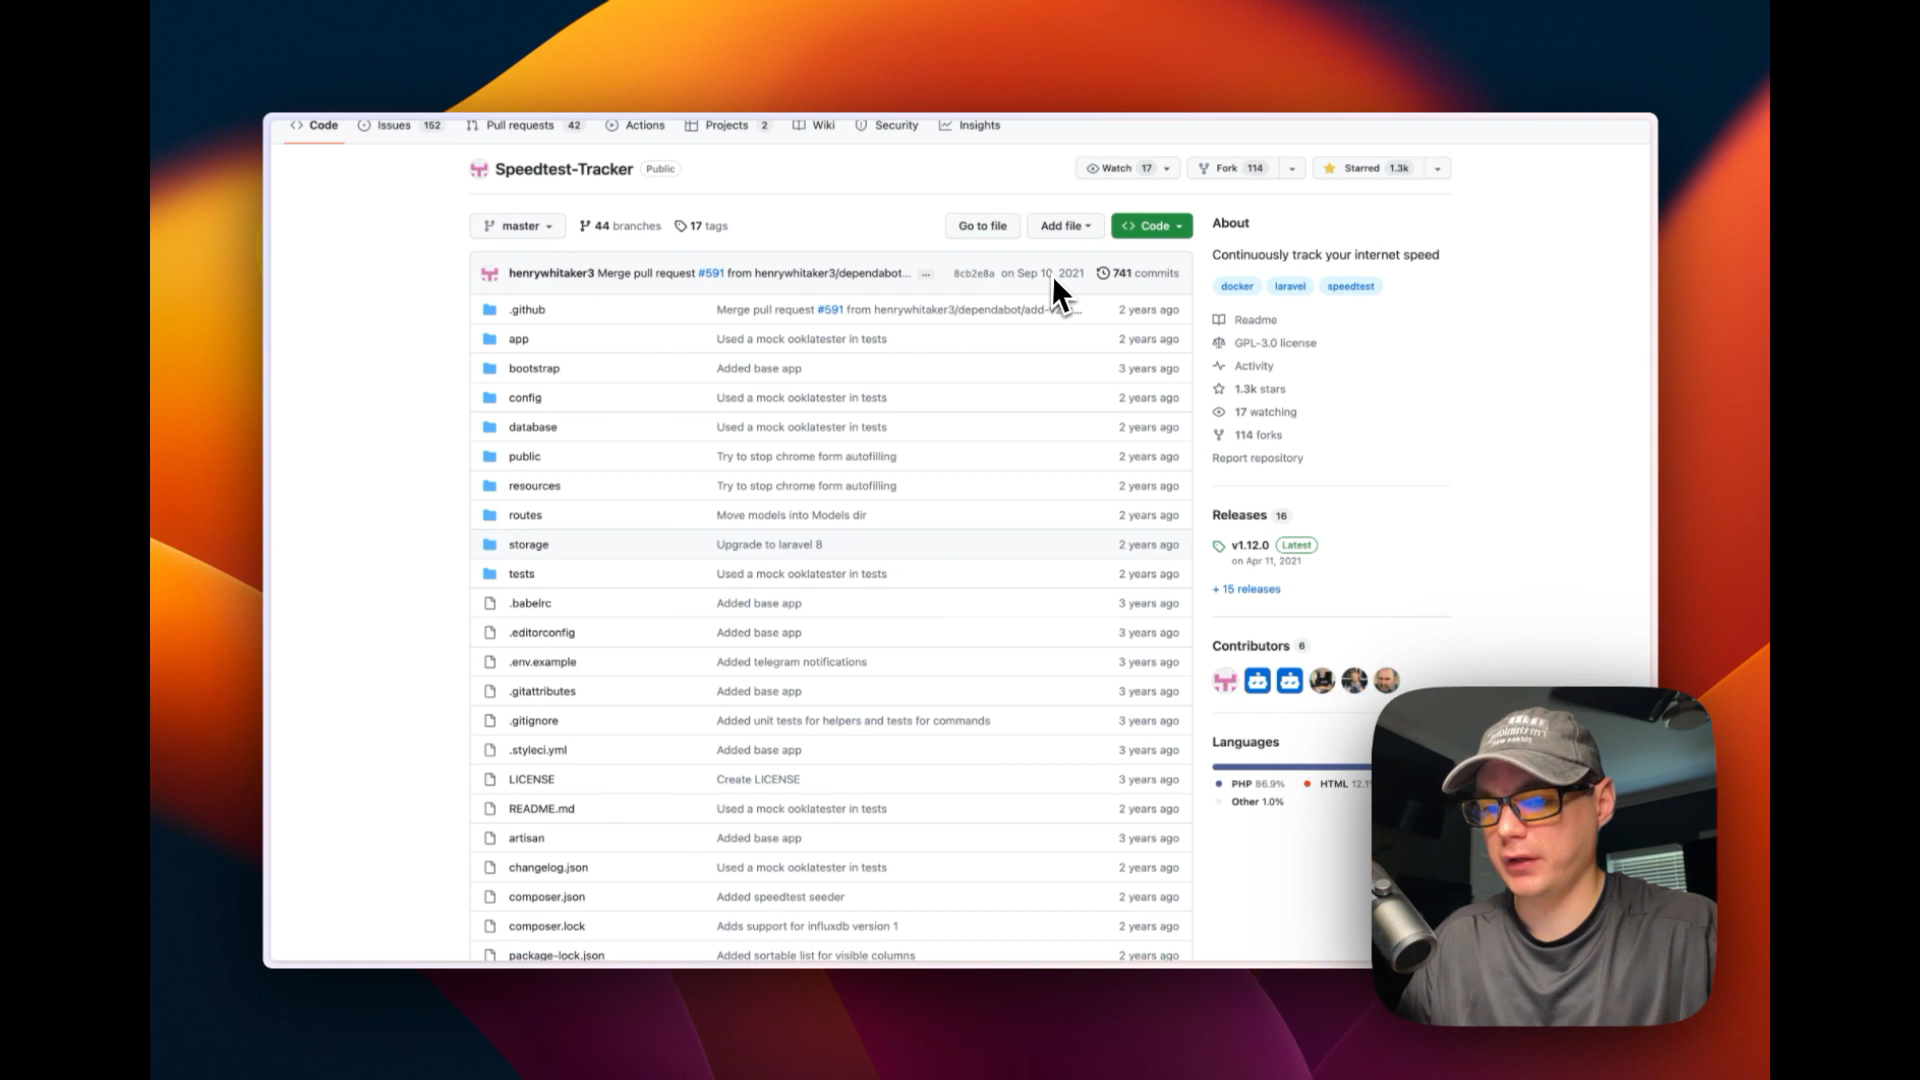 Code Issues 152 Pull requests 42 Actions Projects 2 Wiki Security Insights
Speedtest-Tracker Public Watch 17 Fork 114 Starred 1.3k
master 44 branches 17 tags Go to file Add file Code
henrywhitaker3 Merge pull request #591 from henrywhitaker3/dependabot... ... 8cb2e8a on Sep 10, 2021 741 commits
.github Merge pull request #591 from henrywhitaker3/dependabot/add- 2 years ago
app Used a mock ooklatester in tests 2 years ago
bootstrap Added base app 3 years ago
config Used a mock ooklatester in tests 2 years ago
database Used a mock ooklatester in tests 2 years ago
public Try to stop chrome form autofilling 2 years ago
resources Try to stop chrome form autofilling 2 years ago
routes Move models into Models dir 2 years ago
storage Upgrade to laravel 8 2 years ago
tests Used a mock ooklatester in tests 2 years ago
.babelrc Added base app 3 years ago
.editorconfig Added base app 3 years ago
.env.example Added telegram notifications 3 years ago
.gitattributes Added base app 3 years ago
.gitignore Added unit tests for helpers and tests for commands 3 years ago
.styleci.yml Added base app 3 years ago
LICENSE Create LICENSE 3 years ago
README.md Used a mock ooklatester in tests 2 years ago
artisan Added base app 3 years ago
changelog.json Used a mock ooklatester in tests 2 years ago
composer.json Added speedtest seeder 2 years ago
composer.lock Adds support for influxdb version 1 2 years ago
package-lock.json Added sortable list for visible columns 2 years ago
About
Continuously track your internet speed
docker laravel speedtest
Readme
GPL-3.0 license
Activity
1.3k stars
17 watching
114 forks
Report repository
Releases 16
v1.12.0 Latest
on Apr 11, 2021
+ 15 releases
Contributors 6
Languages
PHP 86.9% HTML 12.1
Other 1.0%